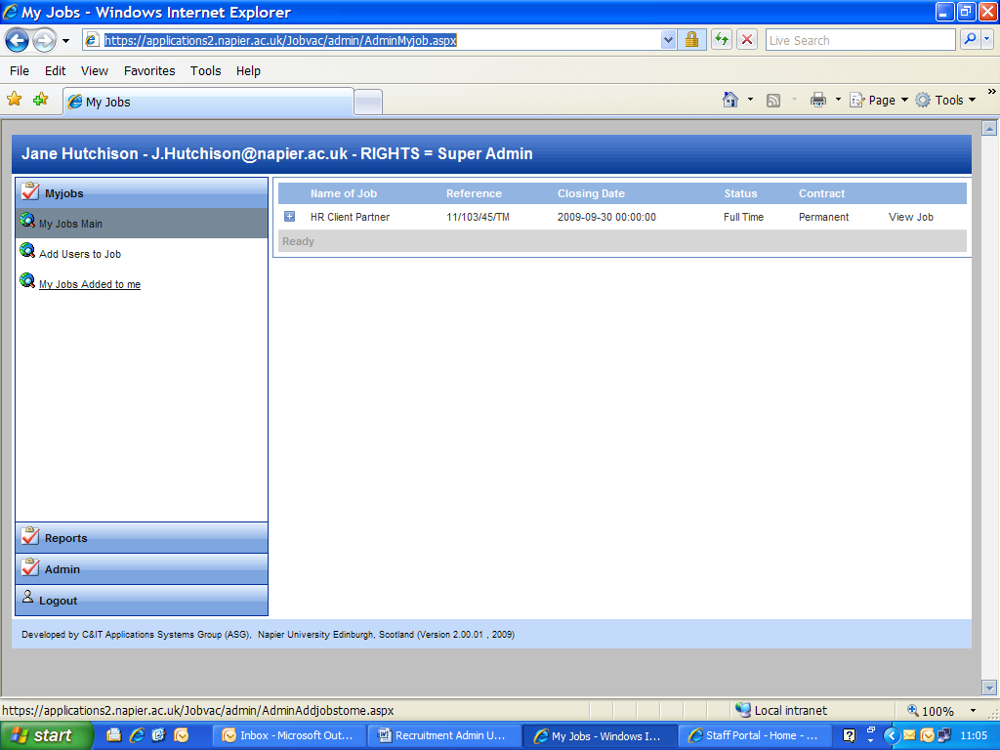 My Jobs - Windows Internet Explorer
https://applications2.napier.ac.uk/Jobvac/admin/AdminMyjob.aspx
Live Search
File Edit View Favorites Tools Help
My Jobs
Page Tools
Jane Hutchison - J.Hutchison@napier.ac.uk - RIGHTS = Super Admin
Myjobs
My Jobs Main
Add Users to Job
My Jobs Added to me
Name of Job Reference Closing Date Status Contract
HR Client Partner 11/103/45/TM 2009-09-30 00:00:00 Full Time Permanent View Job
Ready
Reports
Admin
Logout
Developed by C&IT Applications Systems Group (ASG), Napier University Edinburgh, Scotland (Version 2.00.01 , 2009)
https://applications2.napier.ac.uk/Jobvac/admin/AdminAddjobstome.aspx
Local intranet
100%
start
Inbox - Microsoft Out...
Recruitment Admin U...
My Jobs - Windows I...
Staff Portal - Home - ...
11:05